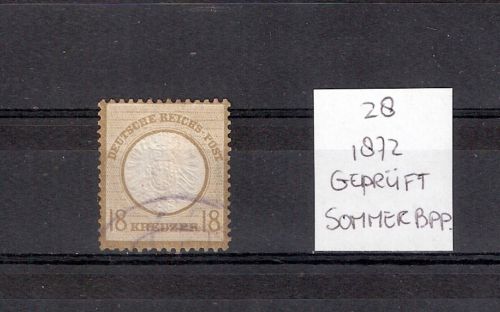 DEUTSCHE REICHS-POST
18 18
KREUZER
28
1872
GEPRÜFT
SOMMER BPP.